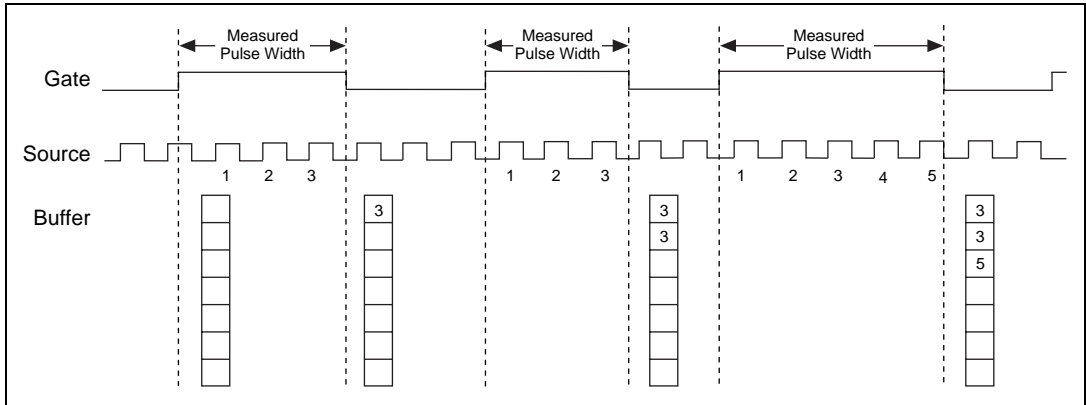 Measured
Pulse Width
Measured
Pulse Width
Measured
Pulse Width
Gate
Source
1 2 3 1 2 3 1 2 3 4 5
Buffer
3 3 3
3 3
5